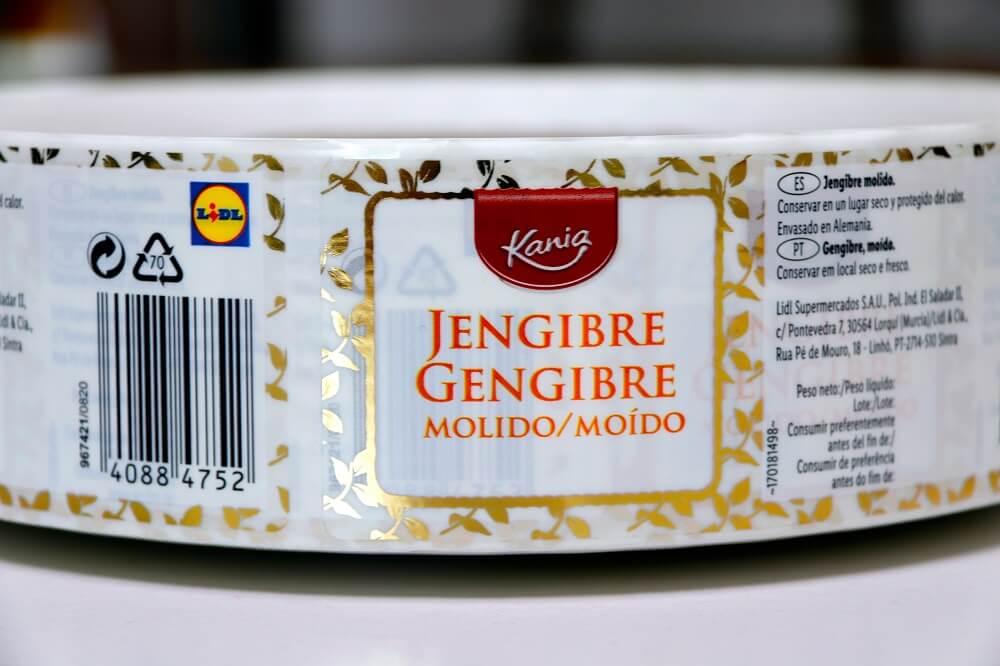 l calor.
ladar II,
idl & Cia.,
Sintra
LIDL
70
967421/0820
4088 4752
Kania
JENGIBRE
GENGIBRE
MOLIDO/MOÍDO
ES Jengibre molido.
Conservar en un lugar seco y protegido del calor.
Envasado en Alemania.
PT Gengibre, moído.
Conservar em local seco e fresco.
Lidl Supermercados S.A.U., Pol. Ind. El Saladar II,
c/ Pontevedra 7, 30564 Lorquí (Murcia)/Lidl & Cia.,
Rua Pé de Mouro, 18 - Linhó, PT-2714-510 Sintra
Peso neto:/Peso líquido:
Lote:/Lote:
Consumir preferentemente
antes del fin de:/
Consumir de preferência
antes do fim de:
~170181498~